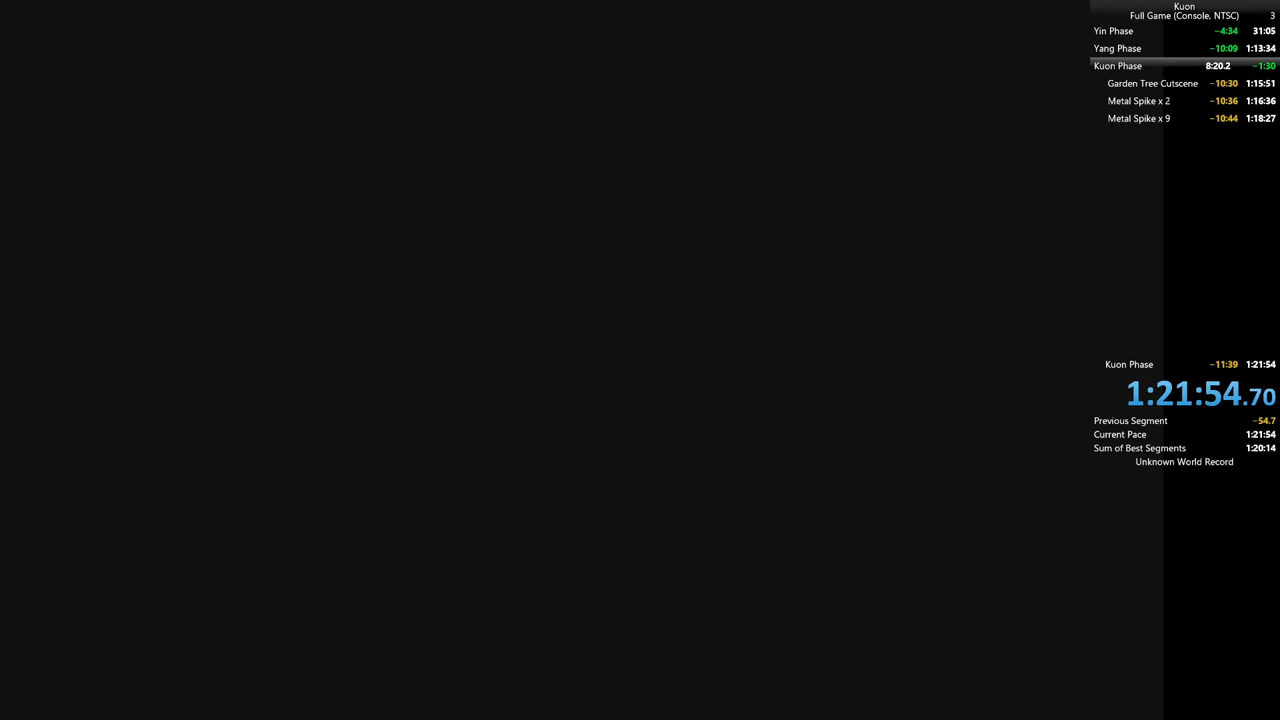 Kuon
Full Game (Console, NTSC) 3
Yin Phase −4:34 31:05
Yang Phase −10:09 1:13:34
Kuon Phase 8:20.2 −1:30
Garden Tree Cutscene −10:30 1:15:51
Metal Spike x 2 −10:36 1:16:36
Metal Spike x 9 −10:44 1:18:27
Kuon Phase −11:39 1:21:54
1:21:54.70
Previous Segment −54.7
Current Pace 1:21:54
Sum of Best Segments 1:20:14
Unknown World Record